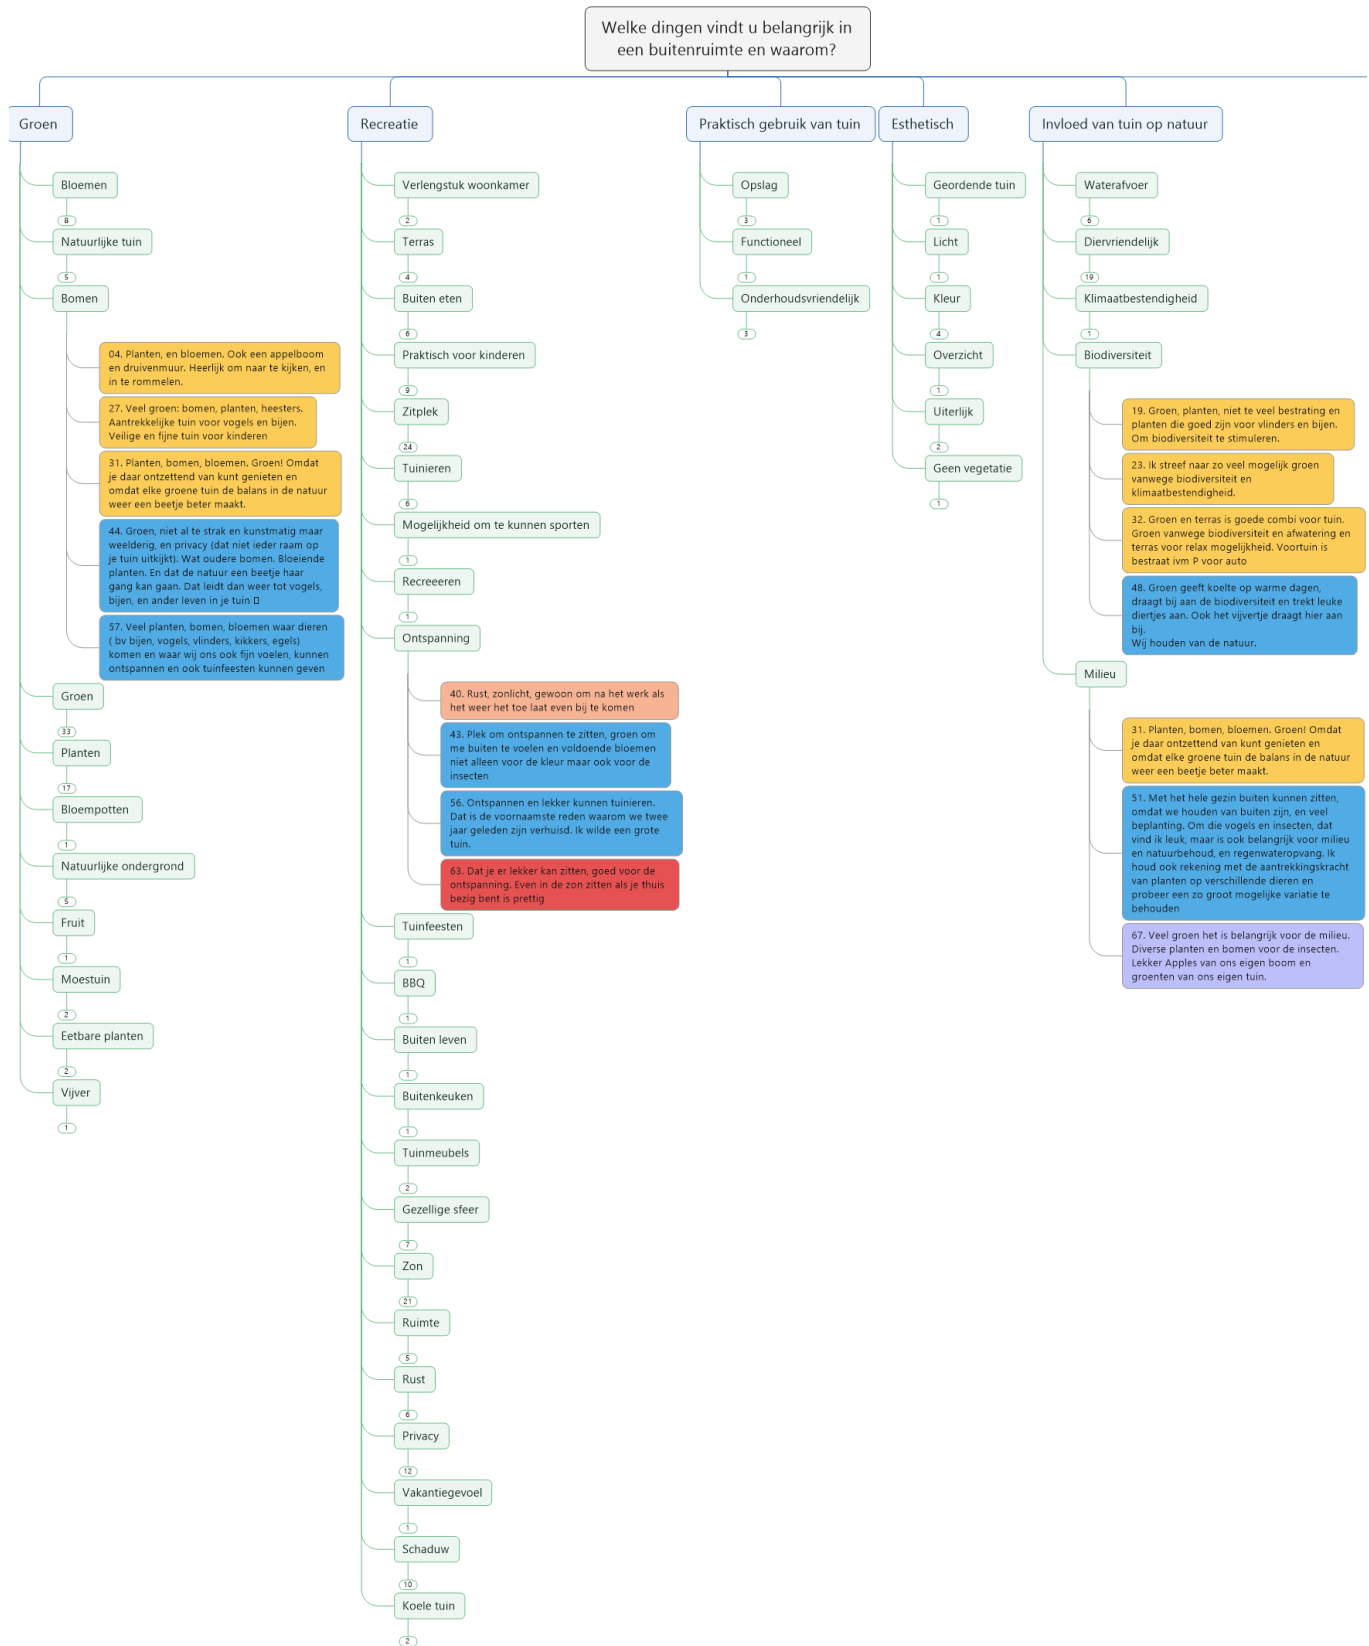 Welke dingen vindt u belangrijk in
een buitenruimte en waarom?
Groen
Bloemen
8
Natuurlijke tuin
5
Bomen
04. Planten, en bloemen. Ook een appelboom
en druivenmuur. Heerlijk om naar te kijken, en
in te rommelen.
27. Veel groen: bomen, planten, heesters.
Aantrekkelijke tuin voor vogels en bijen.
Veilige en fijne tuin voor kinderen
31. Planten, bomen, bloemen. Groen! Omdat
je daar ontzettend van kunt genieten en
omdat elke groene tuin de balans in de natuur
weer een beetje beter maakt.
44. Groen, niet al te strak en kunstmatig maar
weelderig, en privacy (dat niet ieder raam op
je tuin uitkijkt). Wat oudere bomen. Bloeiende
planten. En dat de natuur een beetje haar
gang kan gaan. Dat leidt dan weer tot vogels,
bijen, en ander leven in je tuin
57. Veel planten, bomen, bloemen waar dieren
( bv bijen, vogels, vlinders, kikkers, egels)
komen en waar wij ons ook fijn voelen, kunnen
ontspannen en ook tuinfeesten kunnen geven
Groen
33
Planten
17
Bloempotten
1
Natuurlijke ondergrond
5
Fruit
1
Moestuin
2
Eetbare planten
2
Vijver
1
Recreatie
Verlengstuk woonkamer
2
Terras
4
Buiten eten
6
Praktisch voor kinderen
9
Zitplek
24
Tuinieren
6
Mogelijkheid om te kunnen sporten
1
Recreeeren
1
Ontspanning
40. Rust, zonlicht, gewoon om na het werk als
het weer het toe laat even bij te komen
43. Plek om ontspannen te zitten, groen om
me buiten te voelen en voldoende bloemen
niet alleen voor de kleur maar ook voor de
insecten
56. Ontspannen en lekker kunnen tuinieren.
Dat is de voornaamste reden waarom we twee
jaar geleden zijn verhuisd. Ik wilde een grote
tuin.
63. Dat je er lekker kan zitten, goed voor de
ontspanning. Even in de zon zitten als je thuis
bezig bent is prettig
Tuinfeesten
1
BBQ
1
Buiten leven
1
Buitenkeuken
1
Tuinmeubels
2
Gezellige sfeer
7
Zon
21
Ruimte
5
Rust
6
Privacy
12
Vakantiegevoel
1
Schaduw
10
Koele tuin
2
Praktisch gebruik van tuin
Opslag
3
Functioneel
1
Onderhoudsvriendelijk
3
Esthetisch
Geordende tuin
1
Licht
1
Kleur
4
Overzicht
1
Uiterlijk
2
Geen vegetatie
1
Invloed van tuin op natuur
Waterafvoer
6
Diervriendelijk
19
Klimaatbestendigheid
1
Biodiversiteit
19. Groen, planten, niet te veel bestrating en
planten die goed zijn voor vlinders en bijen.
Om biodiversiteit te stimuleren.
23. Ik streef naar zo veel mogelijk groen
vanwege biodiversiteit en
klimaatbestendigheid.
32. Groen en terras is goede combi voor tuin.
Groen vanwege biodiversiteit en afwatering en
terras voor relax mogelijkheid. Voortuin is
bestraat ivm P voor auto
48. Groen geeft koelte op warme dagen,
draagt bij aan de biodiversiteit en trekt leuke
diertjes aan. Ook het vijvertje draagt hier aan
bij.
Wij houden van de natuur.
Milieu
31. Planten, bomen, bloemen. Groen! Omdat
je daar ontzettend van kunt genieten en
omdat elke groene tuin de balans in de natuur
weer een beetje beter maakt.
51. Met het hele gezin buiten kunnen zitten,
omdat we houden van buiten zijn, en veel
beplanting. Om die vogels en insecten, dat
vind ik leuk, maar is ook belangrijk voor milieu
en natuurbehoud, en regenwateropvang. Ik
houd ook rekening met de aantrekkingskracht
van planten op verschillende dieren en
probeer een zo groot mogelijke variatie te
behouden
67. Veel groen het is belangrijk voor de milieu.
Diverse planten en bomen voor de insecten.
Lekker Apples van ons eigen boom en
groenten van ons eigen tuin.